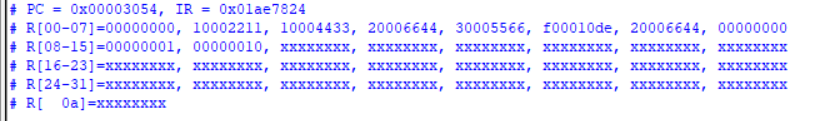 # PC = 0x00003054, IR = 0x01ae7824
# R[00-07]=00000000, 10002211, 10004433, 20006644, 30005566, f00010de, 20006644, 00000000
# R[08-15]=00000001, 00000010, xxxxxxxx, xxxxxxxx, xxxxxxxx, xxxxxxxx, xxxxxxxx, xxxxxxxx
# R[16-23]=xxxxxxxx, xxxxxxxx, xxxxxxxx, xxxxxxxx, xxxxxxxx, xxxxxxxx, xxxxxxxx, xxxxxxxx
# R[24-31]=xxxxxxxx, xxxxxxxx, xxxxxxxx, xxxxxxxx, xxxxxxxx, xxxxxxxx, xxxxxxxx, xxxxxxxx
# R[  0a]=xxxxxxxx